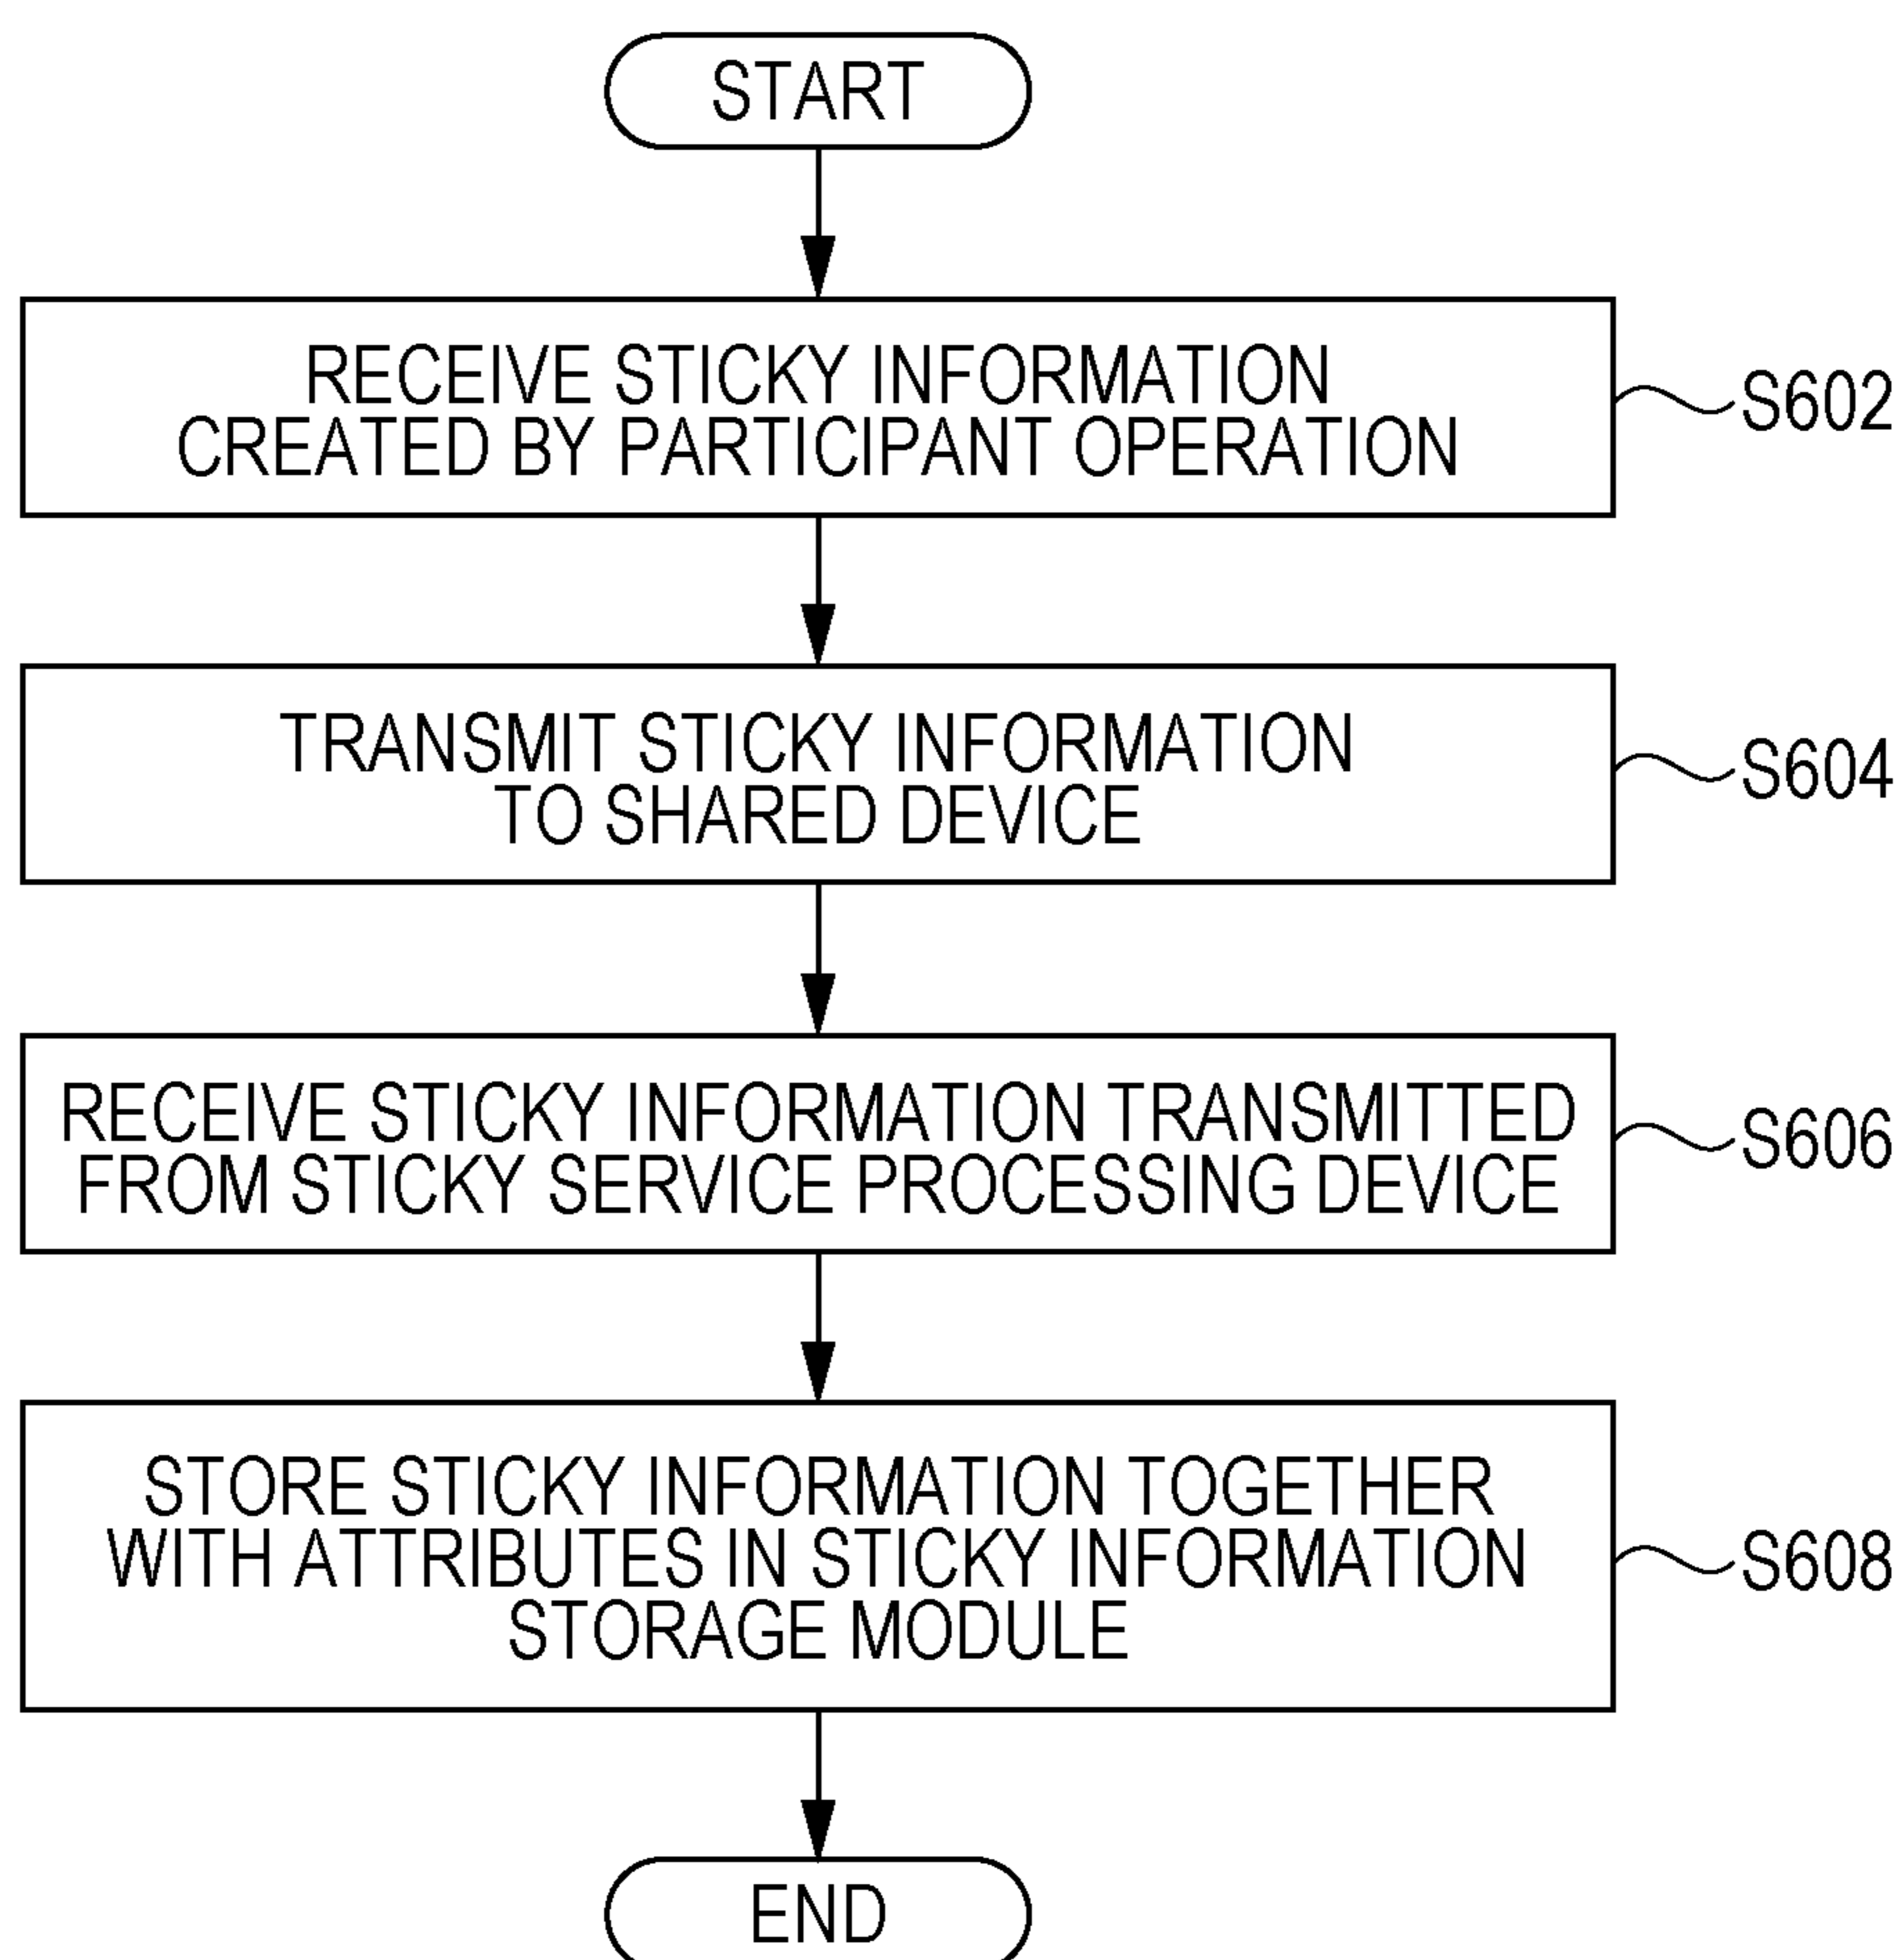 START
RECEIVE STICKY INFORMATION
CREATED BY PARTICIPANT OPERATION
S602
TRANSMIT STICKY INFORMATION
TO SHARED DEVICE
S604
RECEIVE STICKY INFORMATION TRANSMITTED
FROM STICKY SERVICE PROCESSING DEVICE
S606
STORE STICKY INFORMATION TOGETHER
WITH ATTRIBUTES IN STICKY INFORMATION
STORAGE MODULE
S608
END